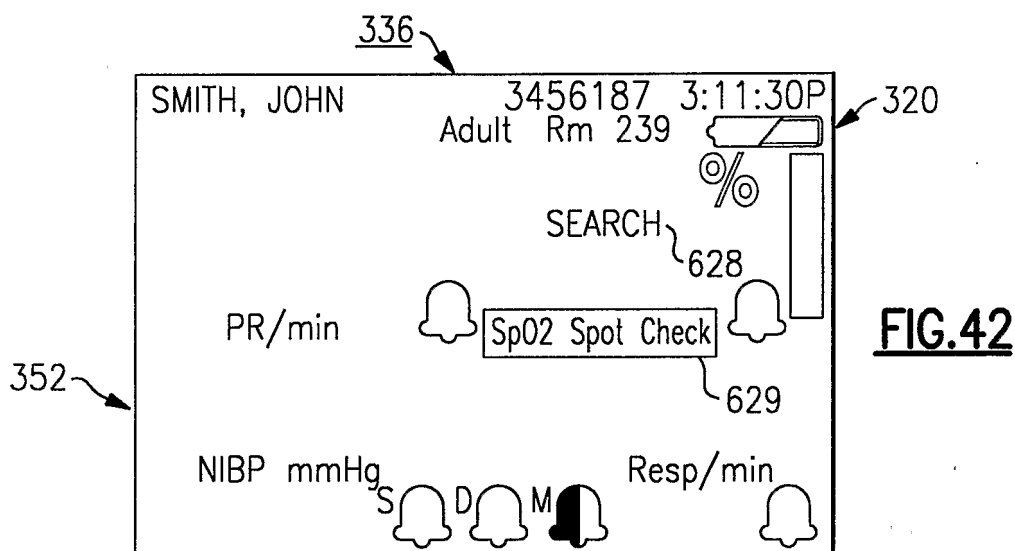 336
SMITH, JOHN 3456187 3:11:30P
320
Adult Rm 239
%
SEARCH
628
PR/min
SpO2 Spot Check
FIG.42
352
629
NIBP mmHg Resp/min
S D M